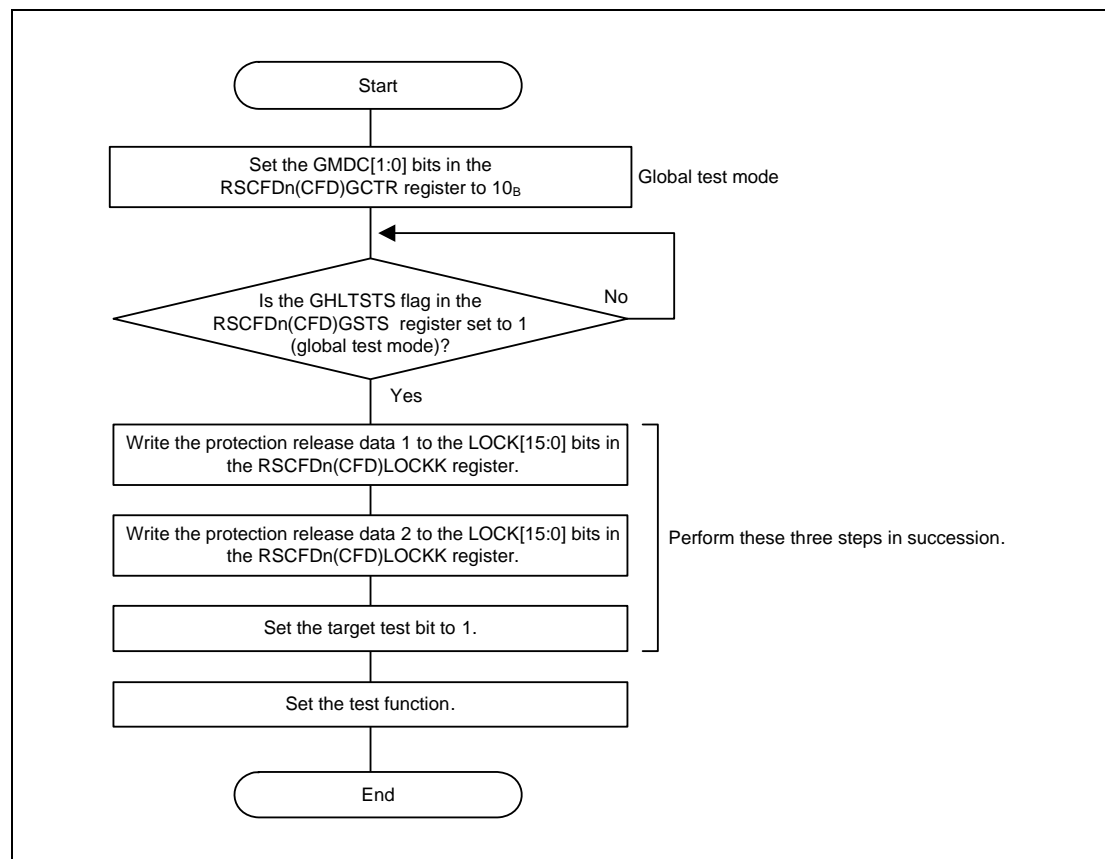 Start
Set the GMDC[1:0] bits in the
RSCFDn(CFD)GCTR register to 10B
Global test mode
Is the GHLTSTS flag in the
RSCFDn(CFD)GSTS register set to 1
(global test mode)?
No
Yes
Write the protection release data 1 to the LOCK[15:0] bits in
the RSCFDn(CFD)LOCKK register.
Write the protection release data 2 to the LOCK[15:0] bits in
the RSCFDn(CFD)LOCKK register.
Perform these three steps in succession.
Set the target test bit to 1.
Set the test function.
End